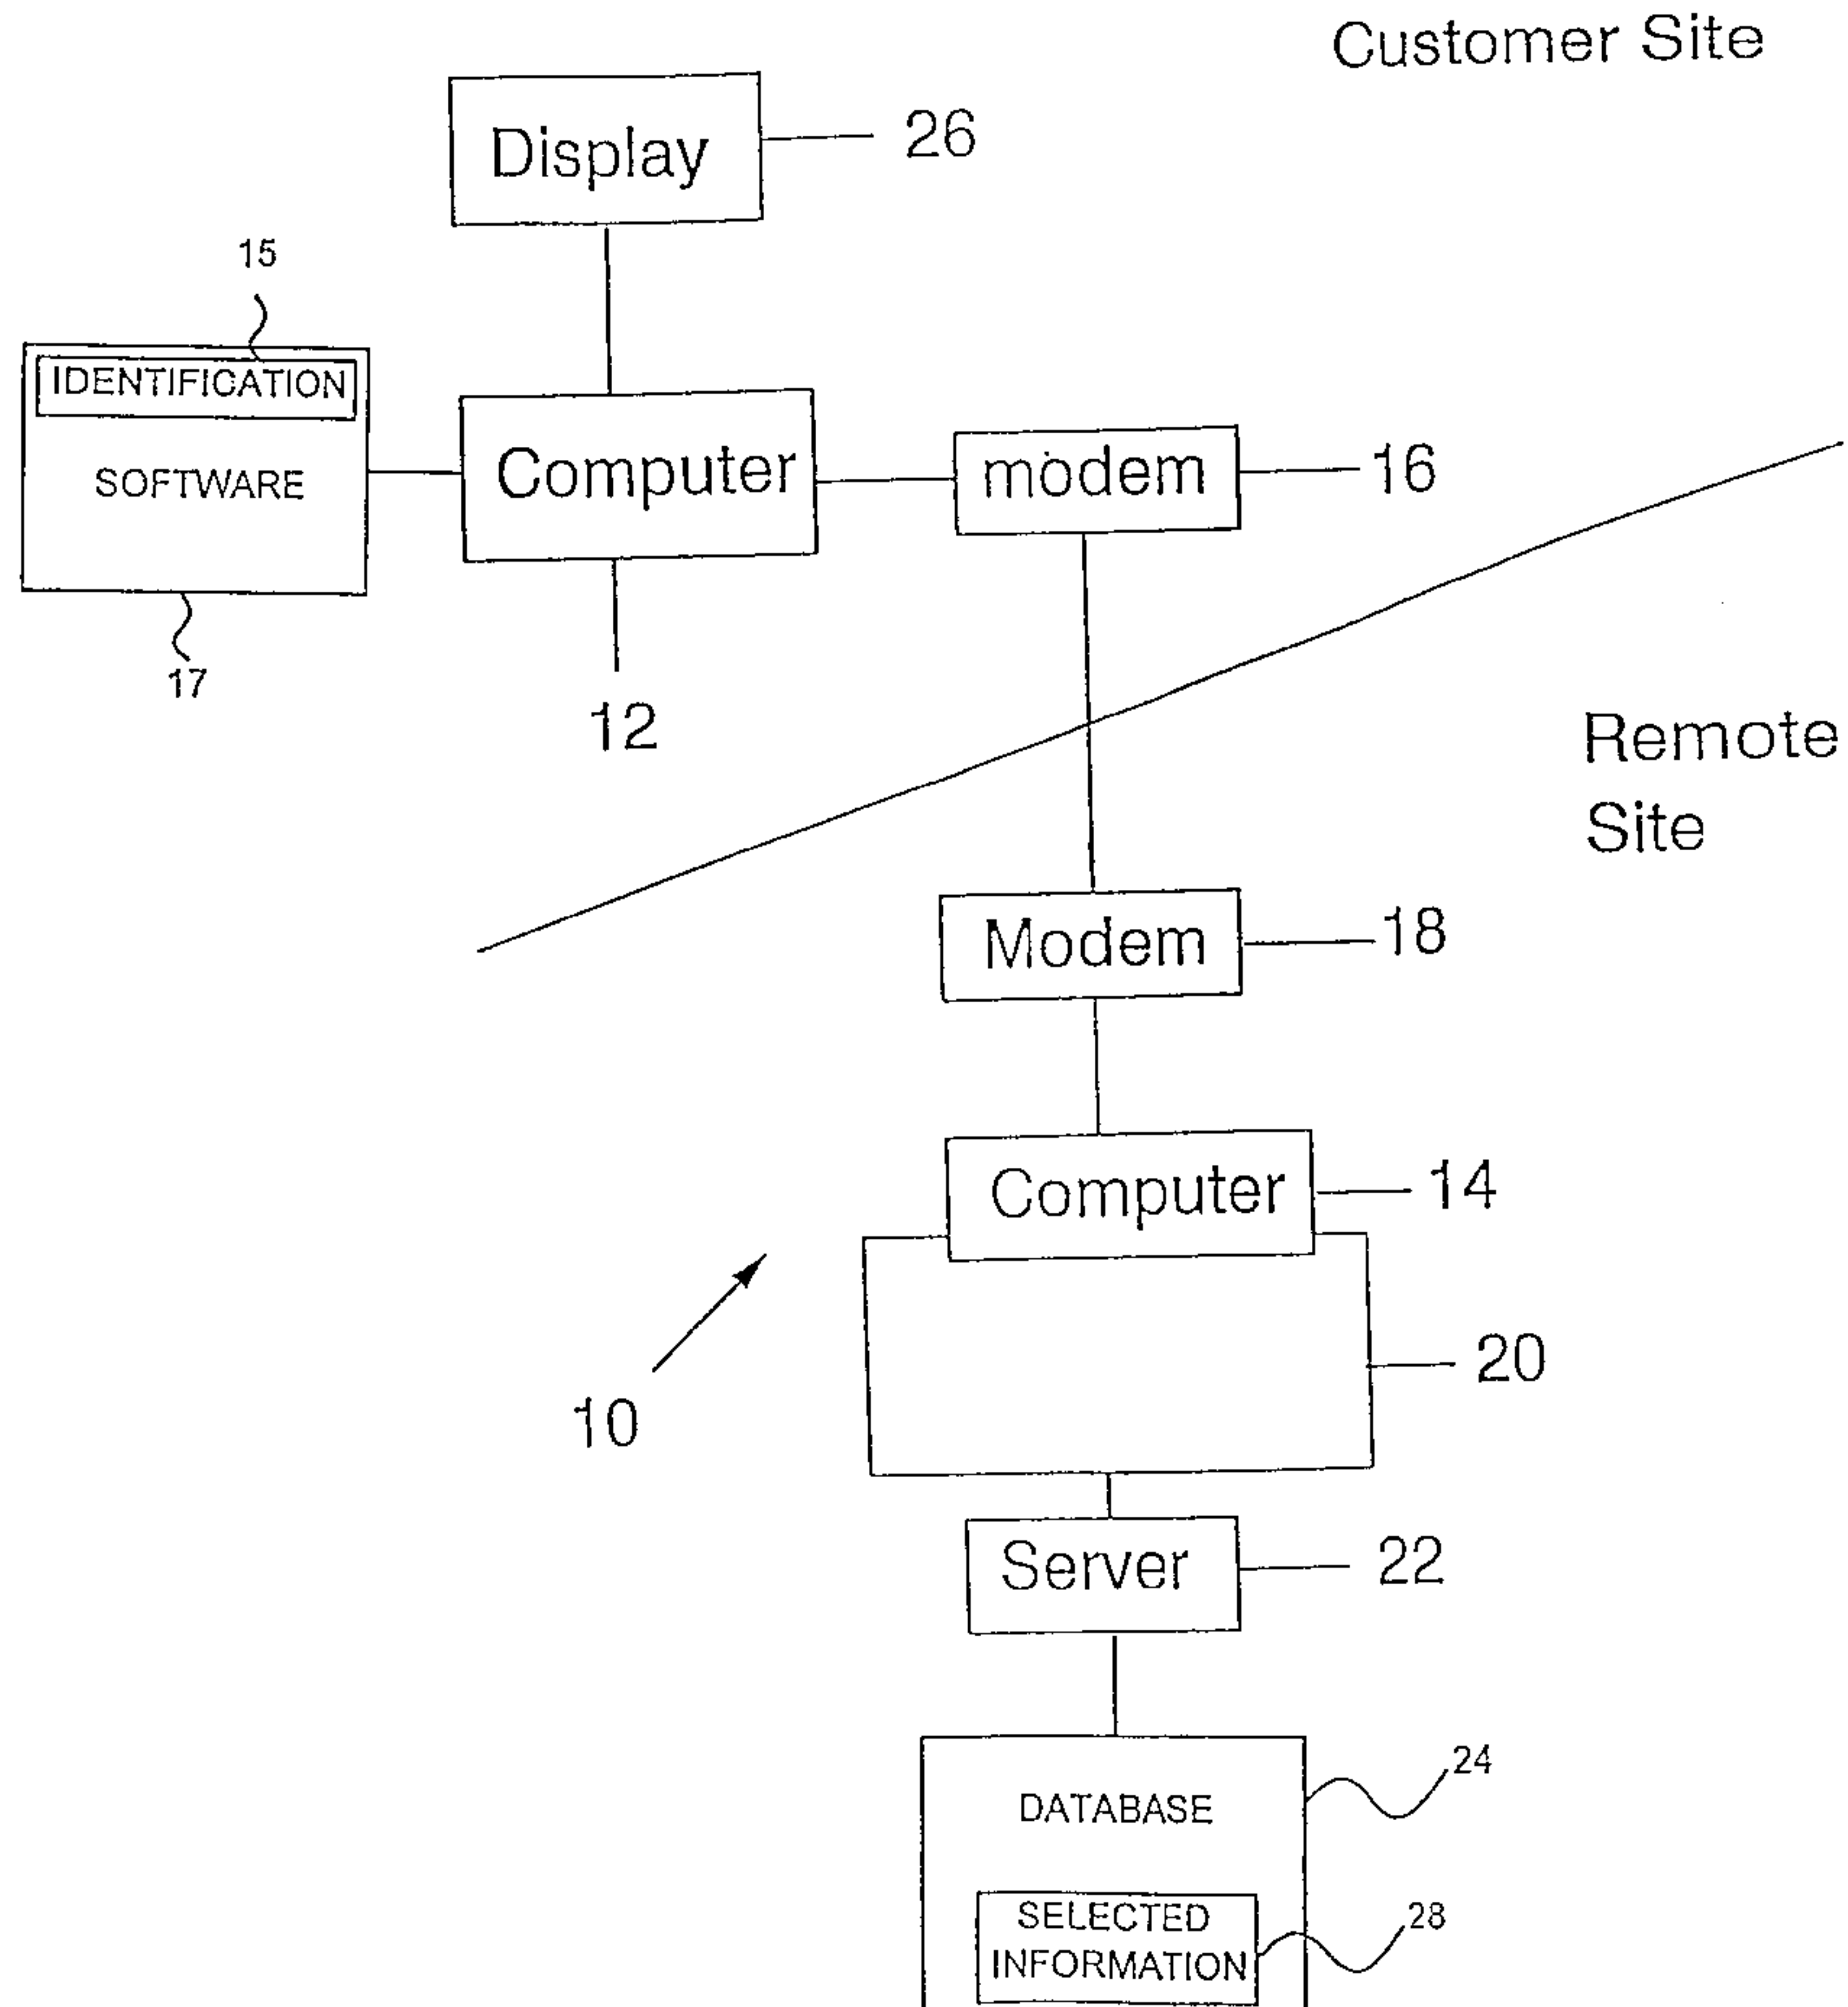 Customer Site
Display
26
15
IDENTIFICATION
SOFTWARE
17
Computer
12
modem
16
Remote
Site
Modem
18
Computer
14
10
20
Server
22
DATABASE
24
SELECTED
INFORMATION
28